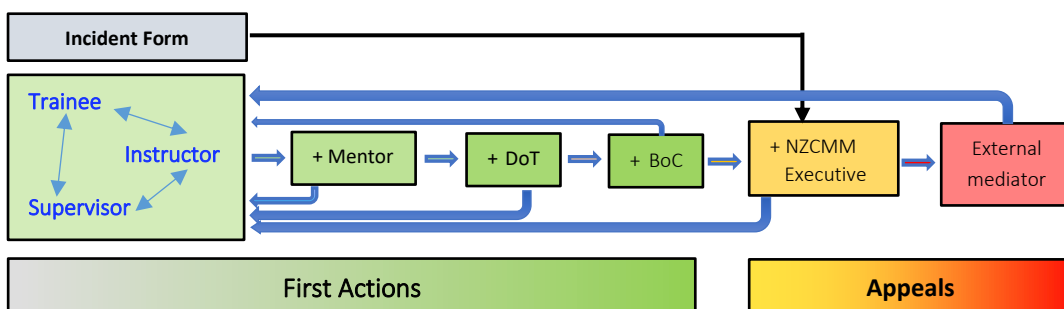 Incident Form
Trainee
Instructor
Supervisor
+ Mentor
+ DoT
+ BoC
+ NZCMM
Executive
External
mediator
First Actions
Appeals